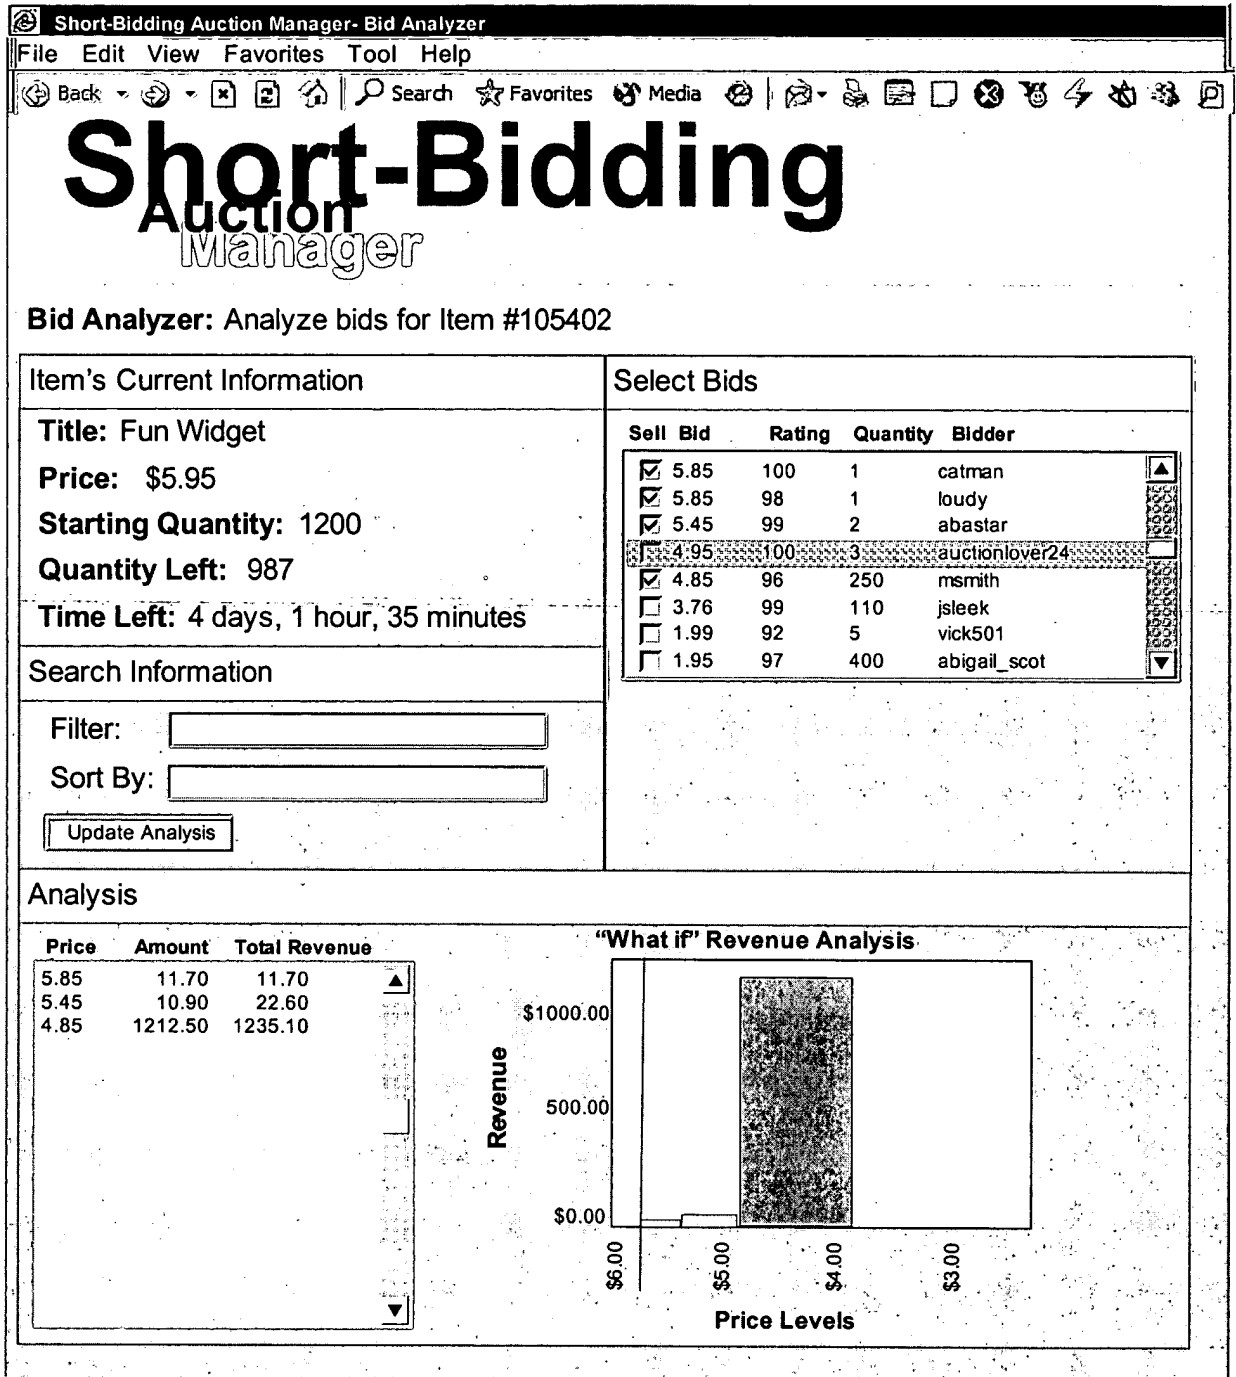 Short-Bidding Auction Manager- Bid Analyzer
File Edit View Favorites Tool Help
Back Search Favorites Media
Short-Bidding
Auction
Manager
Bid Analyzer: Analyze bids for Item #105402
Item's Current Information
Title: Fun Widget
Price: $5.95
Starting Quantity: 1200
Quantity Left: 987
Time Left: 4 days, 1 hour, 35 minutes
Select Bids
Sell Bid Rating Quantity Bidder
5.85 100 1 catman
5.85 98 1 loudy
5.45 99 2 abastar
4.95 100 3 auctionlover24
4.85 96 250 msmith
3.76 99 110 jsleek
1.99 92 5 vick501
1.95 97 400 abigail_scot
Search Information
Filter:
Sort By:
Update Analysis
Analysis
Price Amount Total Revenue
5.85 11.70 11.70
5.45 10.90 22.60
4.85 1212.50 1235.10
"What if" Revenue Analysis
Revenue
$1000.00
500.00
$0.00
$6.00 $5.00 $4.00 $3.00
Price Levels